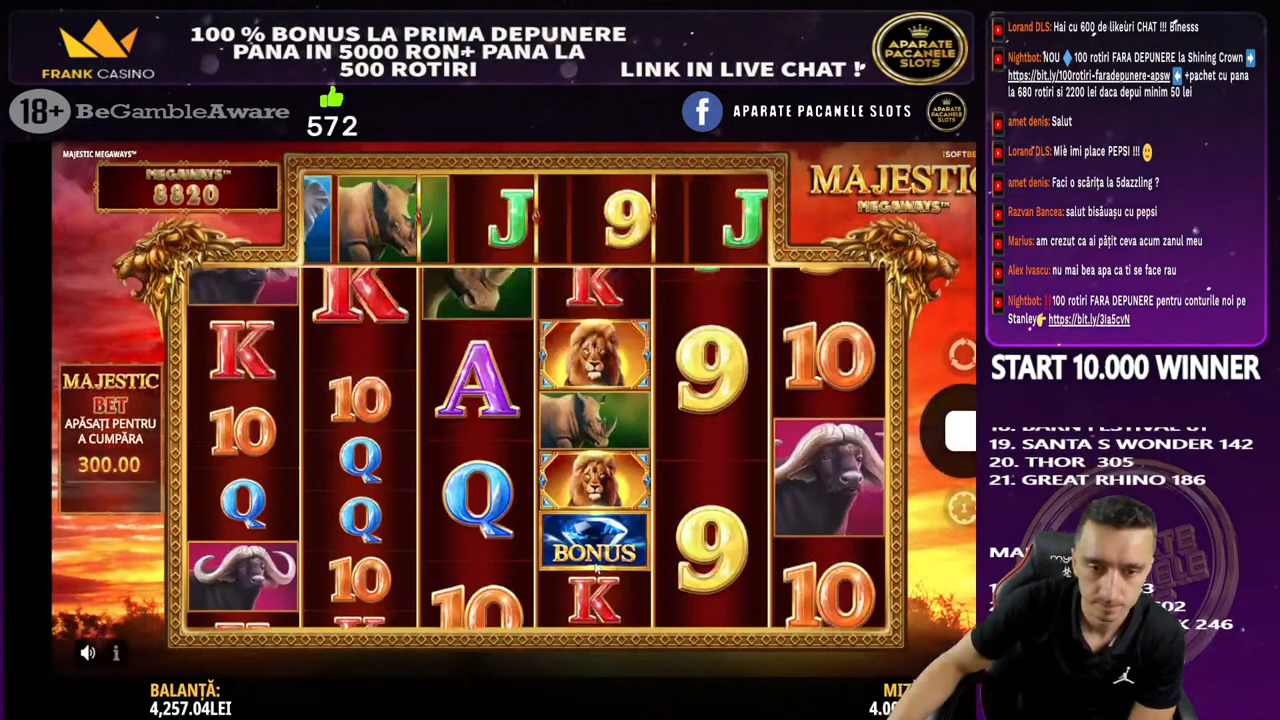 FRANK CASINO
100 % BONUS LA PRIMA DEPUNERE
PANA IN 5000 RON+ PANA LA
500 ROTIRI
LINK IN LIVE CHAT !
APARATE
PACANELE
SLOTS
18+ BeGambleAware
572
APARATE PACANELE SLOTS
APARATE
PACANELE
SLOTS
MAJESTIC MEGAWAYS™
MEGAWAYS™
8820
MAJESTIC
MEGAWAYS™
J
9
J
K
K
K
10
9
10
A
10
Q
Q
Q
Q
BONUS
9
10
10
K
10
MAJESTIC
BET
APĂSAȚI PENTRU
A CUMPĂRA
300.00
BALANȚĂ:
4,257.04LEI
Lorand DLS: Hai cu 600 de likeuri CHAT !!! Binesss
Nightbot: NOU 100 rotiri FARA DEPUNERE la Shining Crown
https://bit.ly/100rotiri-faradepunere-apsw +pachet cu pana
la 680 rotiri si 2200 lei daca depui minim 50 lei
amet denis: Salut
Lorand DLS: Miè imi place PEPSI !!!
amet denis: Faci o scârița la 5dazzling ?
Razvan Bancea: salut bisăuașu cu pepsi
Marius: am crezut ca ai pățit ceva acum zanul meu
Alex Ivascu: nu mai bea apa ca ti se face rau
Nightbot: 100 rotiri FARA DEPUNERE pentru conturile noi pe
Stanley https://bit.ly/3Ia5cvN
START 10.000 WINNER
19. SANTA S WONDER 142
20. THOR 305
21. GREAT RHINO 186
246